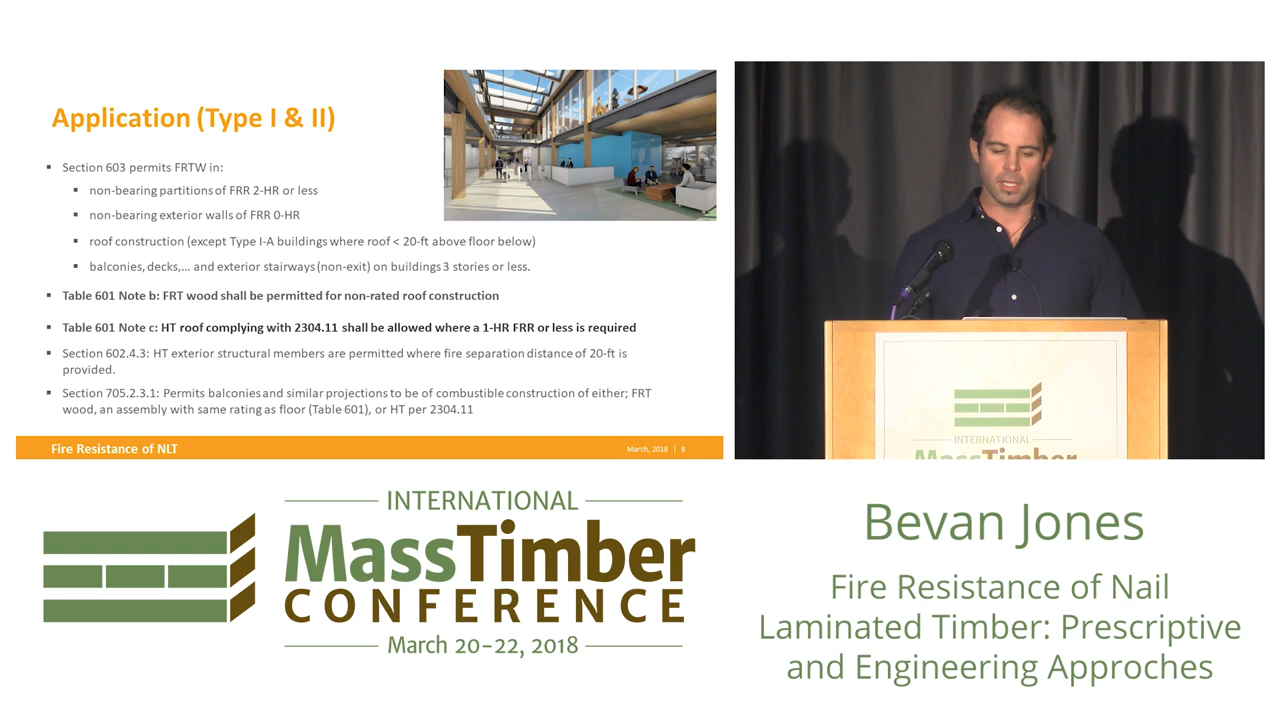 Application (Type I & II)
▪ Section 603 permits FRTW in:
▪ non-bearing partitions of FRR 2-HR or less
▪ non-bearing exterior walls of FRR 0-HR
▪ roof construction (except Type I-A buildings where roof < 20-ft above floor below)
▪ balconies, decks,... and exterior stairways (non-exit) on buildings 3 stories or less.
▪ Table 601 Note b: FRT wood shall be permitted for non-rated roof construction
▪ Table 601 Note c: HT roof complying with 2304.11 shall be allowed where a 1-HR FRR or less is required
▪ Section 602.4.3: HT exterior structural members are permitted where fire separation distance of 20-ft is
provided.
▪ Section 705.2.3.1: Permits balconies and similar projections to be of combustible construction of either; FRT
wood, an assembly with same rating as floor (Table 601), or HT per 2304.11
Fire Resistance of NLT
March, 2018 | 8
INTERNATIONAL
MassTimber
INTERNATIONAL
MassTimber
CONFERENCE
March 20–22, 2018
Bevan Jones
Fire Resistance of Nail
Laminated Timber: Prescriptive
and Engineering Approches